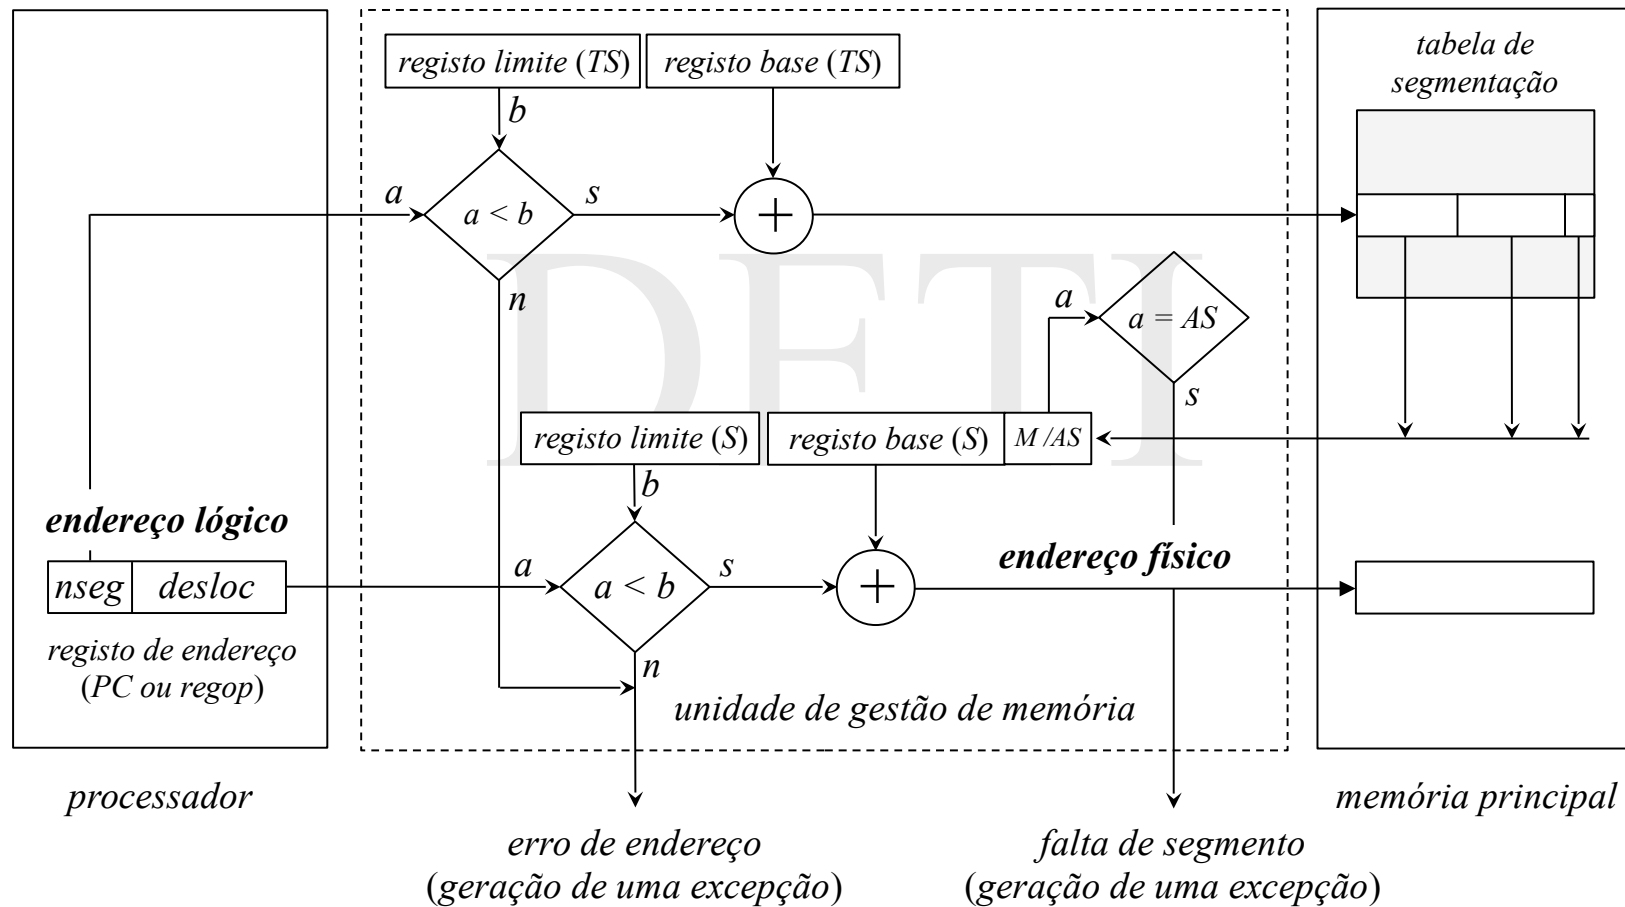 registo limite (TS)
registo base (TS)
tabela de
segmentação
b
a
a < b
s
+
n
DETI
a
a = AS
s
registo limite (S)
registo base (S)
M /AS
b
endereço lógico
nseg
desloc
a
a < b
s
+
endereço físico
n
registo de endereço
(PC ou regop)
unidade de gestão de memória
processador
memória principal
erro de endereço
(geração de uma excepção)
falta de segmento
(geração de uma excepção)